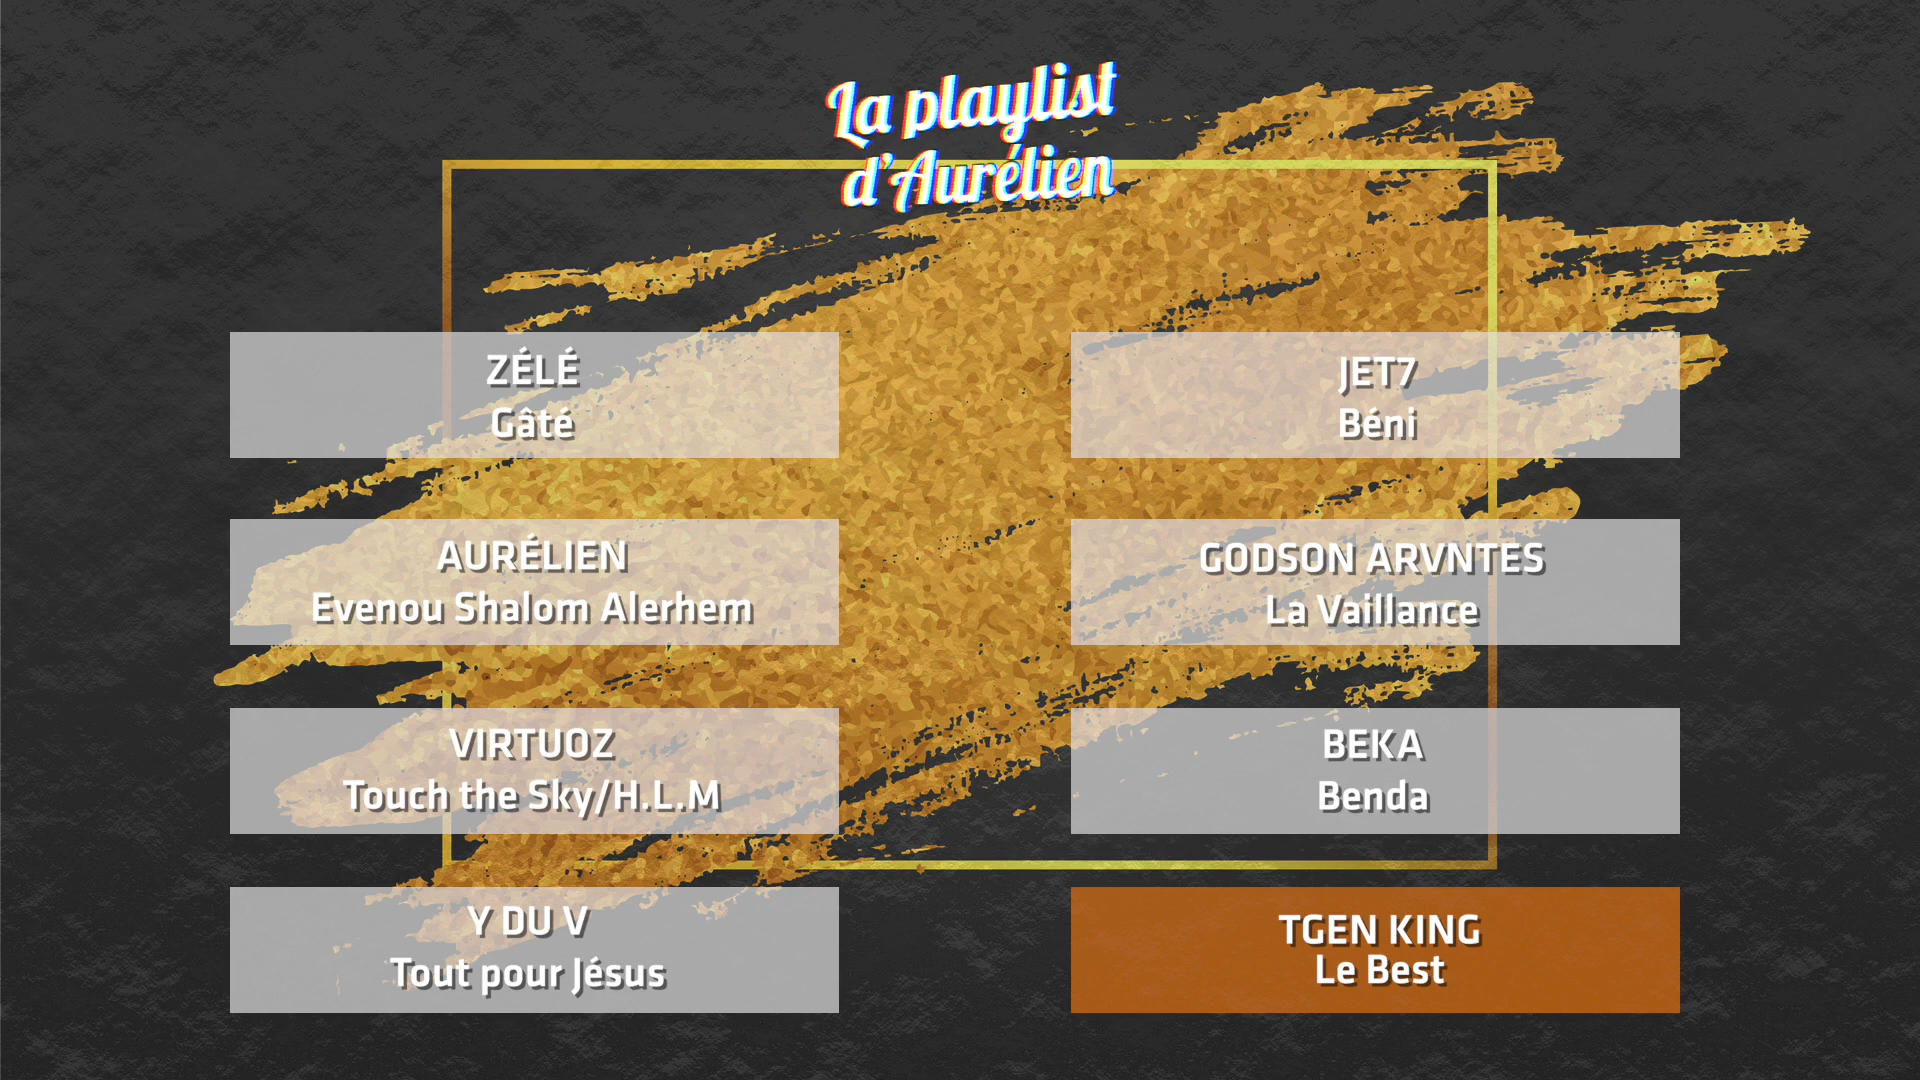 La playlist
d'Aurélien
ZÉLÉ
Gâté
JET7
Béni
AURÉLIEN
Evenou Shalom Alerhem
GODSON ARVNTES
La Vaillance
VIRTUOZ
Touch the Sky/H.L.M
BEKA
Benda
Y DU V
Tout pour Jésus
TGEN KING
Le Best